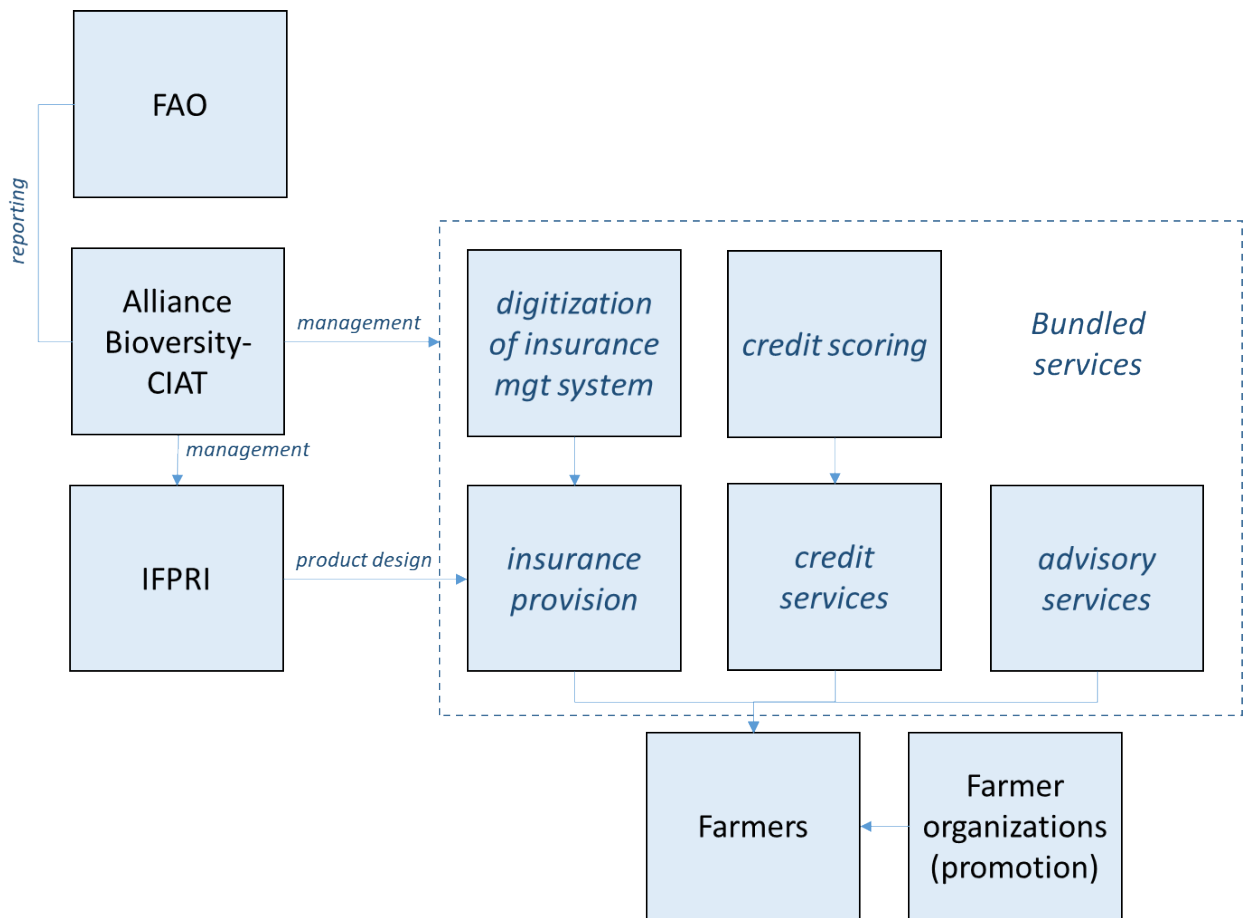 FAO
reporting
Alliance
Bioversity-
CIAT
management
digitization
of insurance
mgt system
credit scoring
Bundled
services
management
IFPRI
product design
insurance
provision
credit
services
advisory
services
Farmers
Farmer
organizations
(promotion)